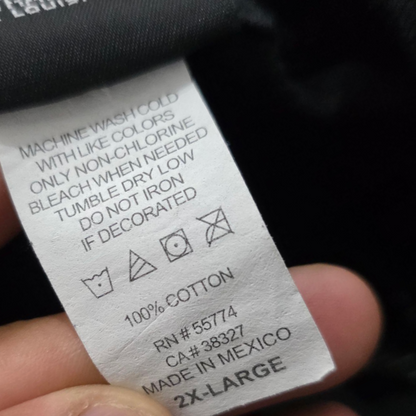 MACHINE WASH COLD
WITH LIKE COLORS
ONLY NON-CHLORINE
BLEACH WHEN NEEDED
TUMBLE DRY LOW
DO NOT IRON
IF DECORATED
100% COTTON
RN # 55774
CA# 38327
MADE IN MEXICO
2X-LARGE